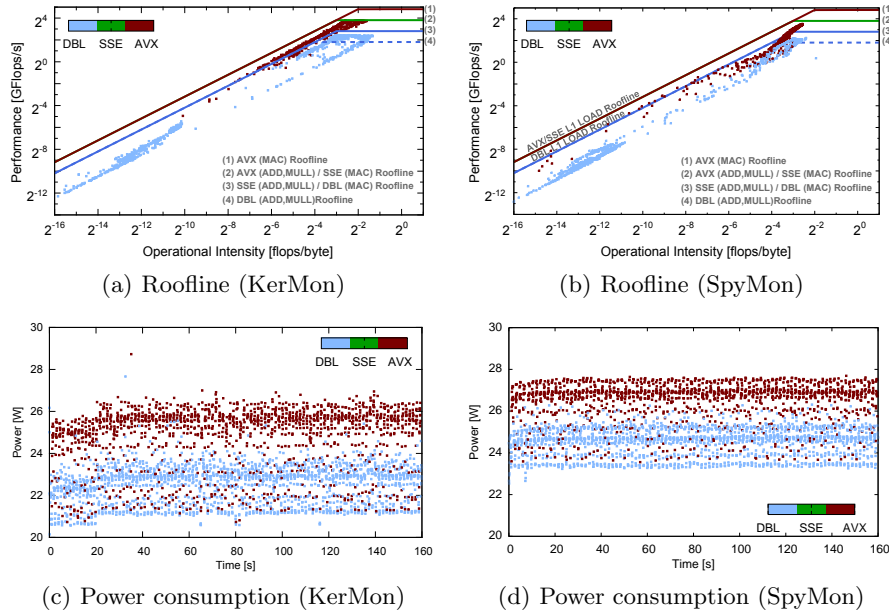 DBL SSE AVX
Performance [GFlops/s]
2^4
2^0
2^4
2^-8
2^-12
2^-16 2^-14 2^-12 2^-10 2^-8 2^-6 2^-4 2^-2 2^0
Operational Intensity [flops/byte]
(1)
(2)
(3)
(4)
(1) AVX (MAC) Roofline
(2) AVX (ADD,MULL) / SSE (MAC) Roofline
(3) SSE (ADD,MULL) / DBL (MAC) Roofline
(4) DBL (ADD,MULL)Roofline
(a) Roofline (KerMon)
DBL SSE AVX
Performance [GFlops/s]
2^4
2^0
2^4
2^-8
2^-12
2^-16 2^-14 2^-12 2^-10 2^-8 2^-6 2^-4 2^-2 2^0
Operational Intensity [flops/byte]
(1)
(2)
(3)
(4)
AVX/SSE L1 LOAD Roofline
DBL L1 LOAD Roofline
(1) AVX (MAC) Roofline
(2) AVX (ADD,MULL) / SSE (MAC) Roofline
(3) SSE (ADD,MULL) / DBL (MAC) Roofline
(4) DBL (ADD,MULL)Roofline
(b) Roofline (SpyMon)
DBL SSE AVX
Power [W]
30
28
26
24
22
20
0 20 40 60 80 100 120 140 160
Time [s]
(c) Power consumption (KerMon)
DBL SSE AVX
Power [W]
30
28
26
24
22
20
0 20 40 60 80 100 120 140 160
Time [s]
(d) Power consumption (SpyMon)